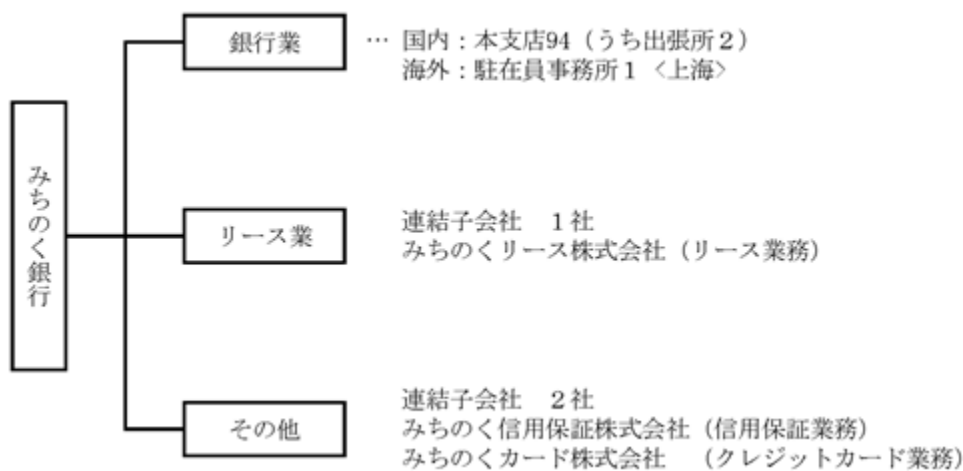 みちのく銀行
銀行業
… 国内：本支店94（うち出張所２）
海外：駐在員事務所１〈上海〉
リース業
連結子会社　１社
みちのくリース株式会社（リース業務）
その他
連結子会社　２社
みちのく信用保証株式会社（信用保証業務）
みちのくカード株式会社　（クレジットカード業務）